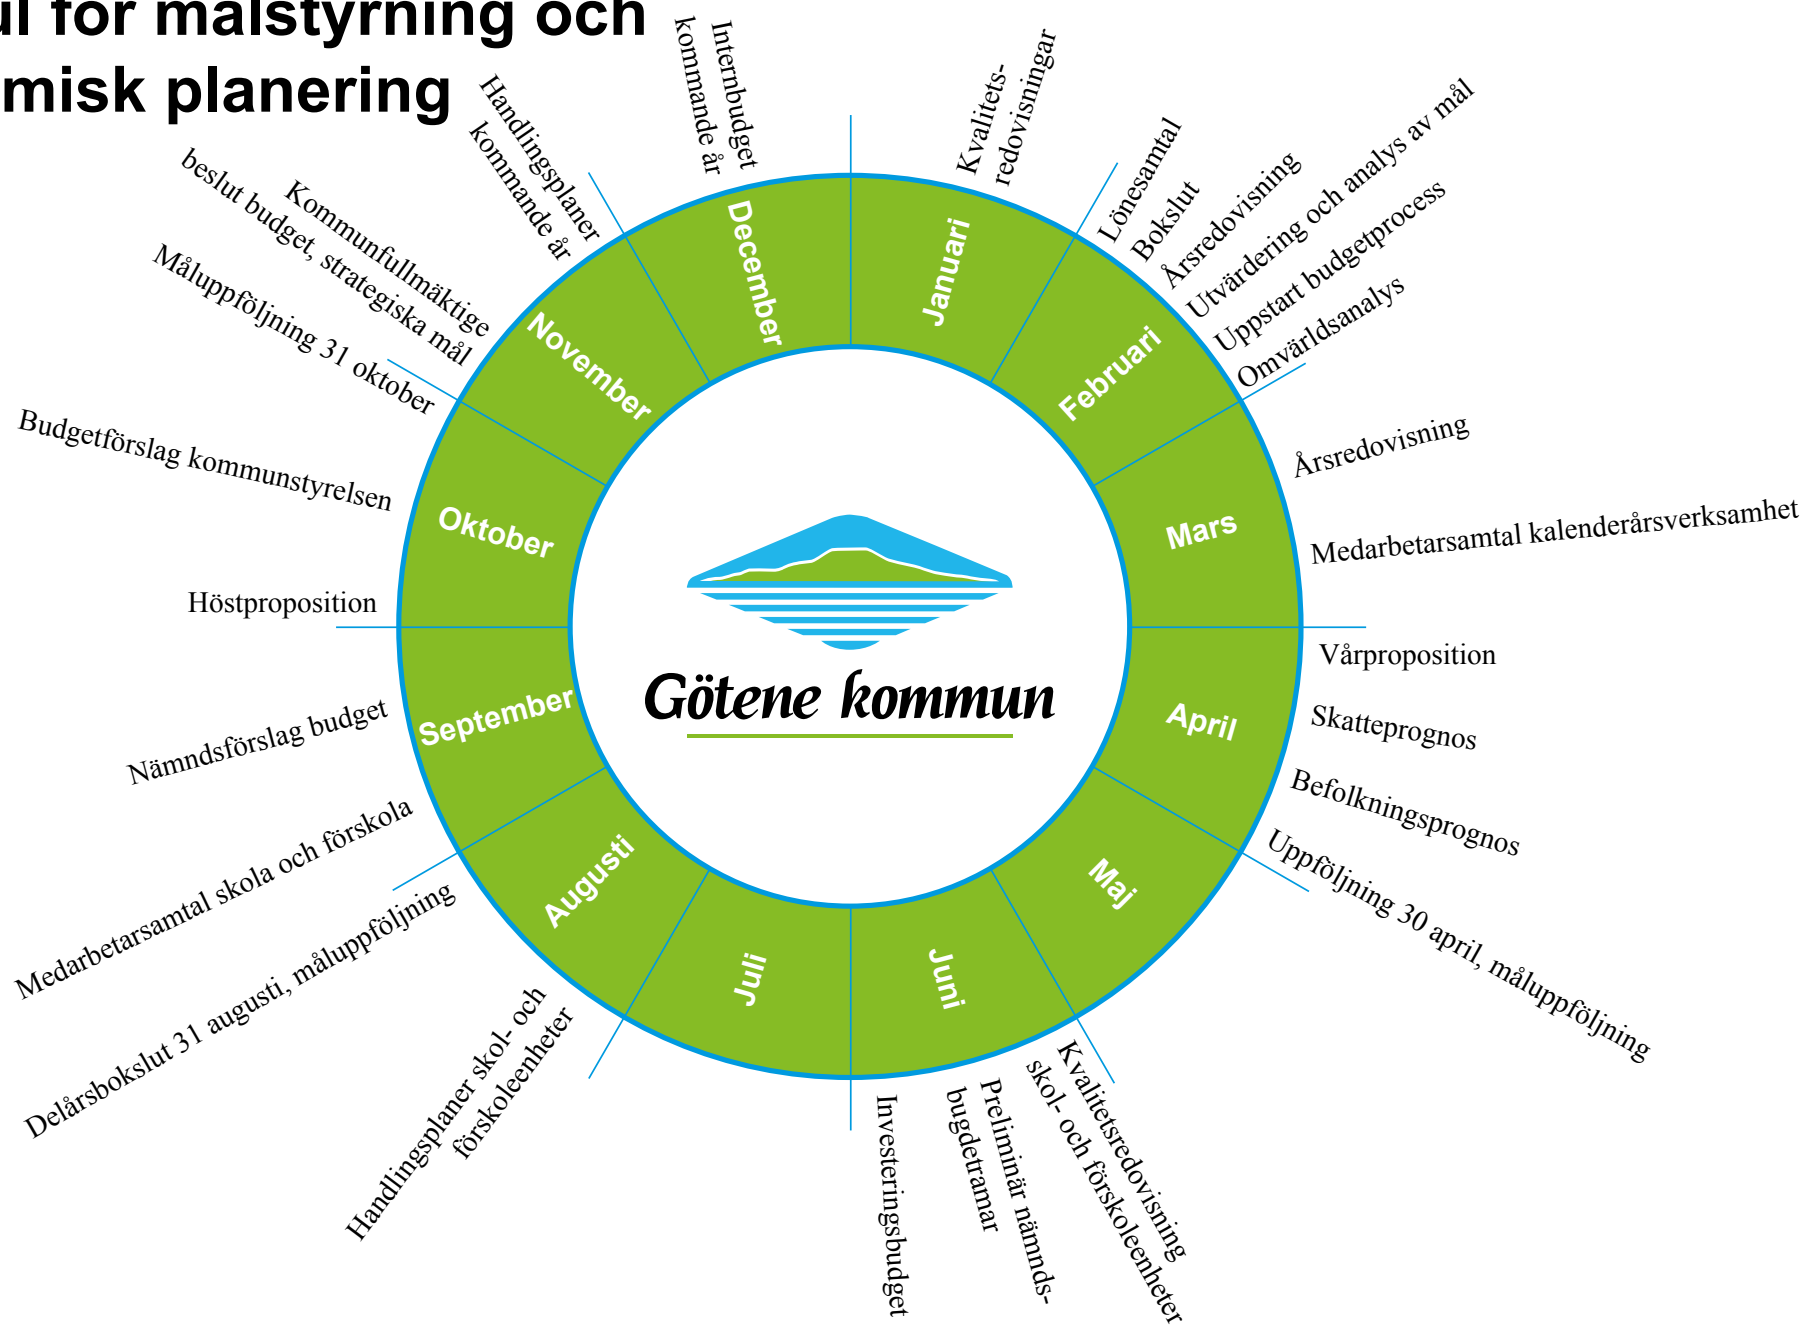 för målstyrning och
misk planering
Januari
Kvalitets-
redovisningar
Februari
Lönesamtal
Bokslut
Årsredovisning
Utvärdering och analys av mål
Uppstart budgetprocess
Omvärldsanalys
Mars
Årsredovisning
Medarbetarsamtal kalenderårsverksamhet
April
Vårproposition
Skatteprognos
Befolkningsprognos
Maj
Uppföljning 30 april, måluppföljning
Juni
Kvalitetsredovisning
skol- och förskoleenheter
Preliminär nämnds-
bugdetramar
Investeringsbudget
Juli
Augusti
Handlingsplaner skol- och
förskoleenheter
September
Delårsbokslut 31 augusti, måluppföljning
Medarbetarsamtal skola och förskola
Nämndsförslag budget
Oktober
Höstproposition
Budgetförslag kommunstyrelsen
Måluppföljning 31 oktober
November
Kommunfullmäktige
beslut budget, strategiska mål
Handlingsplaner
kommande år
December
Internbudget
kommande år
Götene kommun